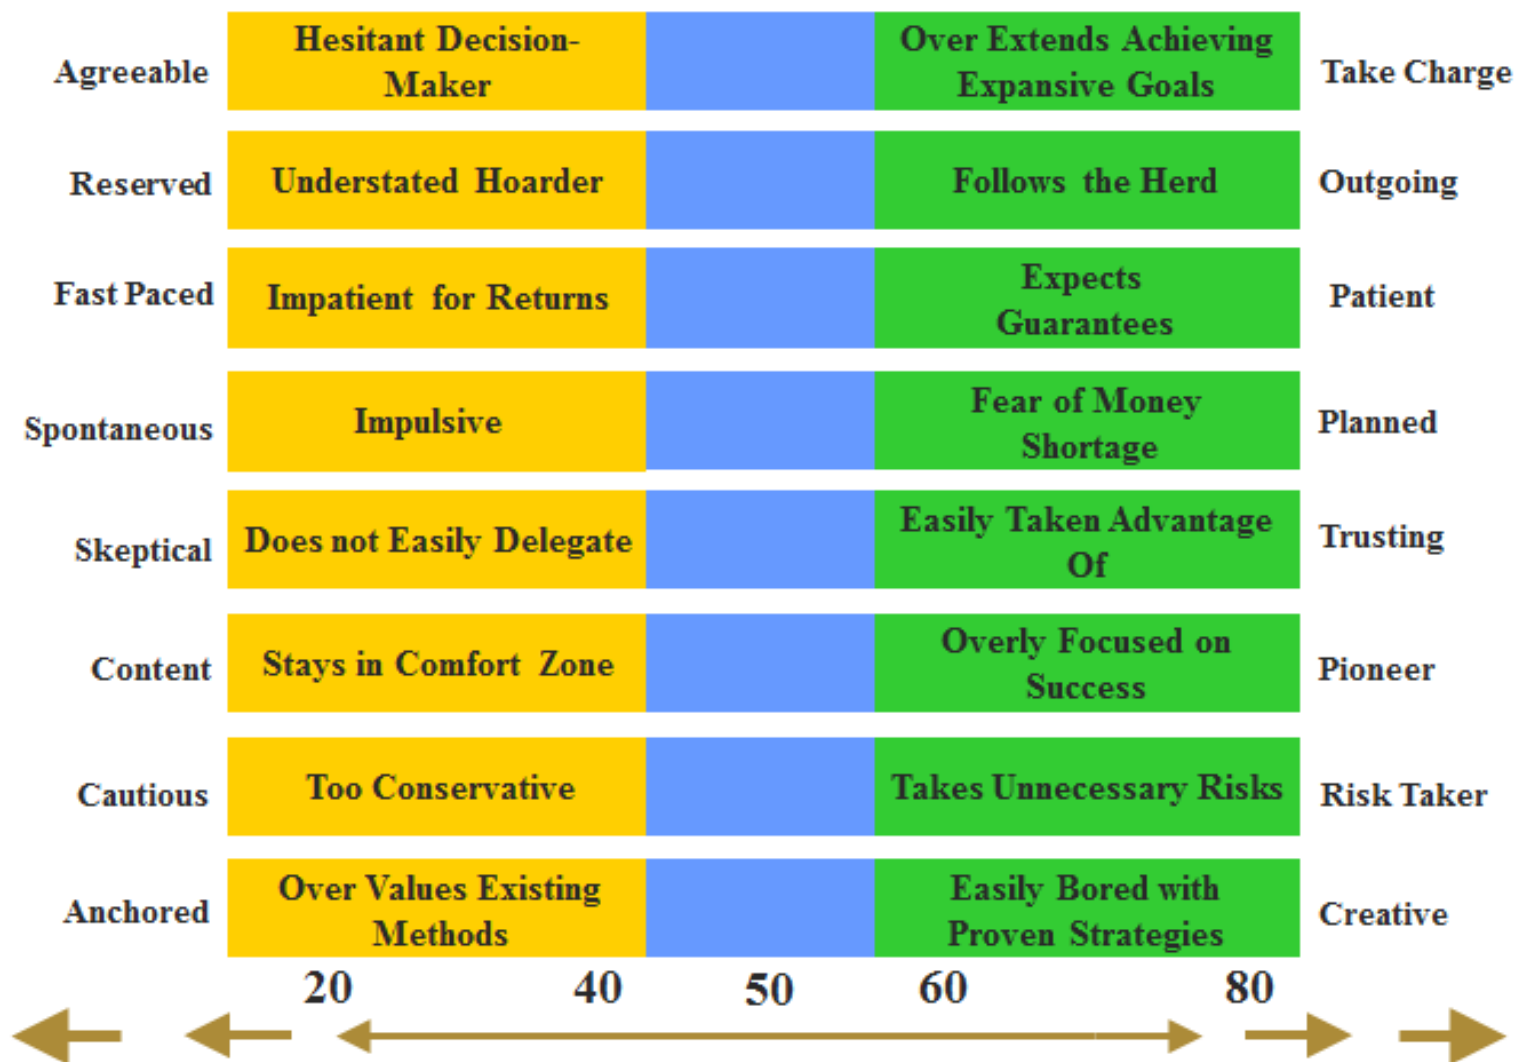 Agreeable
Hesitant Decision-
Maker
Over Extends Achieving
Expansive Goals
Take Charge
Reserved
Understated Hoarder
Follows the Herd
Outgoing
Fast Paced
Impatient for Returns
Expects
Guarantees
Patient
Spontaneous
Impulsive
Fear of Money
Shortage
Planned
Skeptical
Does not Easily Delegate
Easily Taken Advantage
Of
Trusting
Content
Stays in Comfort Zone
Overly Focused on
Success
Pioneer
Cautious
Too Conservative
Takes Unnecessary Risks
Risk Taker
Anchored
Over Values Existing
Methods
Easily Bored with
Proven Strategies
Creative
20 40 50 60 80